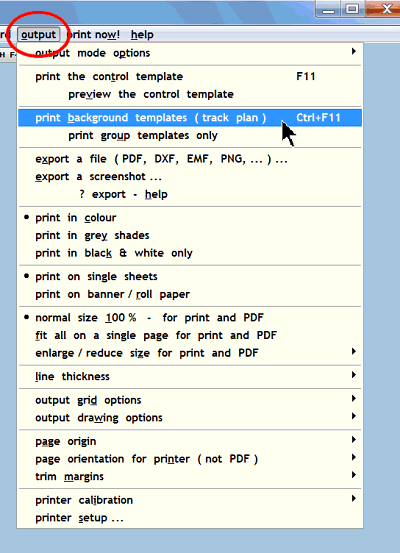 rd output print now! help
H F
output mode options
print the control template F11
preview the control template
print background templates ( track plan ) Ctrl+F11
print group templates only
export a file ( PDF, DXF, EMF, PNG, ... ) ...
export a screenshot ...
? export - help
print in colour
print in grey shades
print in black & white only
print on single sheets
print on banner / roll paper
normal size 100 % - for print and PDF
fit all on a single page for print and PDF
enlarge / reduce size for print and PDF
line thickness
output grid options
output drawing options
page origin
page orientation for printer ( not PDF )
trim margins
printer calibration
printer setup ...